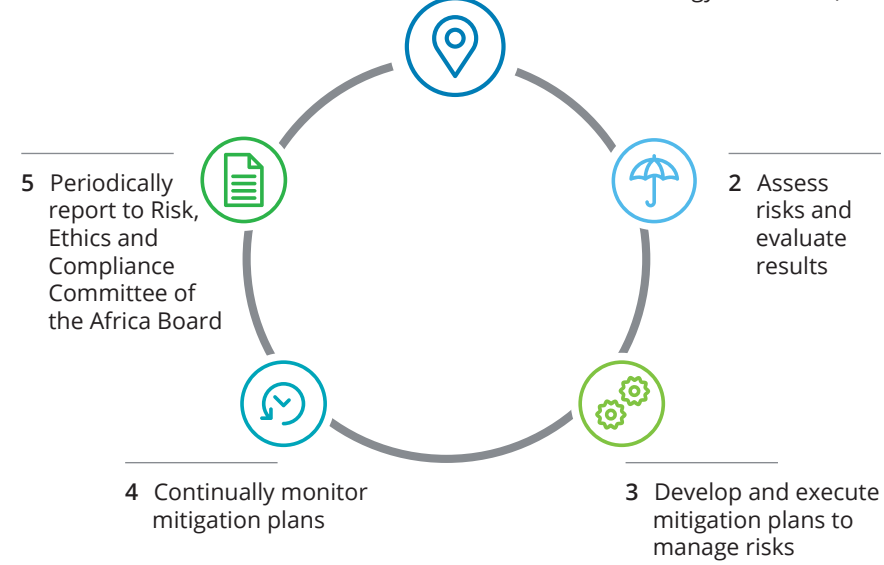 2 Assess
risks and
evaluate
results
3 Develop and execute
mitigation plans to
manage risks
4 Continually monitor
mitigation plans
5 Periodically
report to Risk,
Ethics and
Compliance
Committee of
the Africa Board